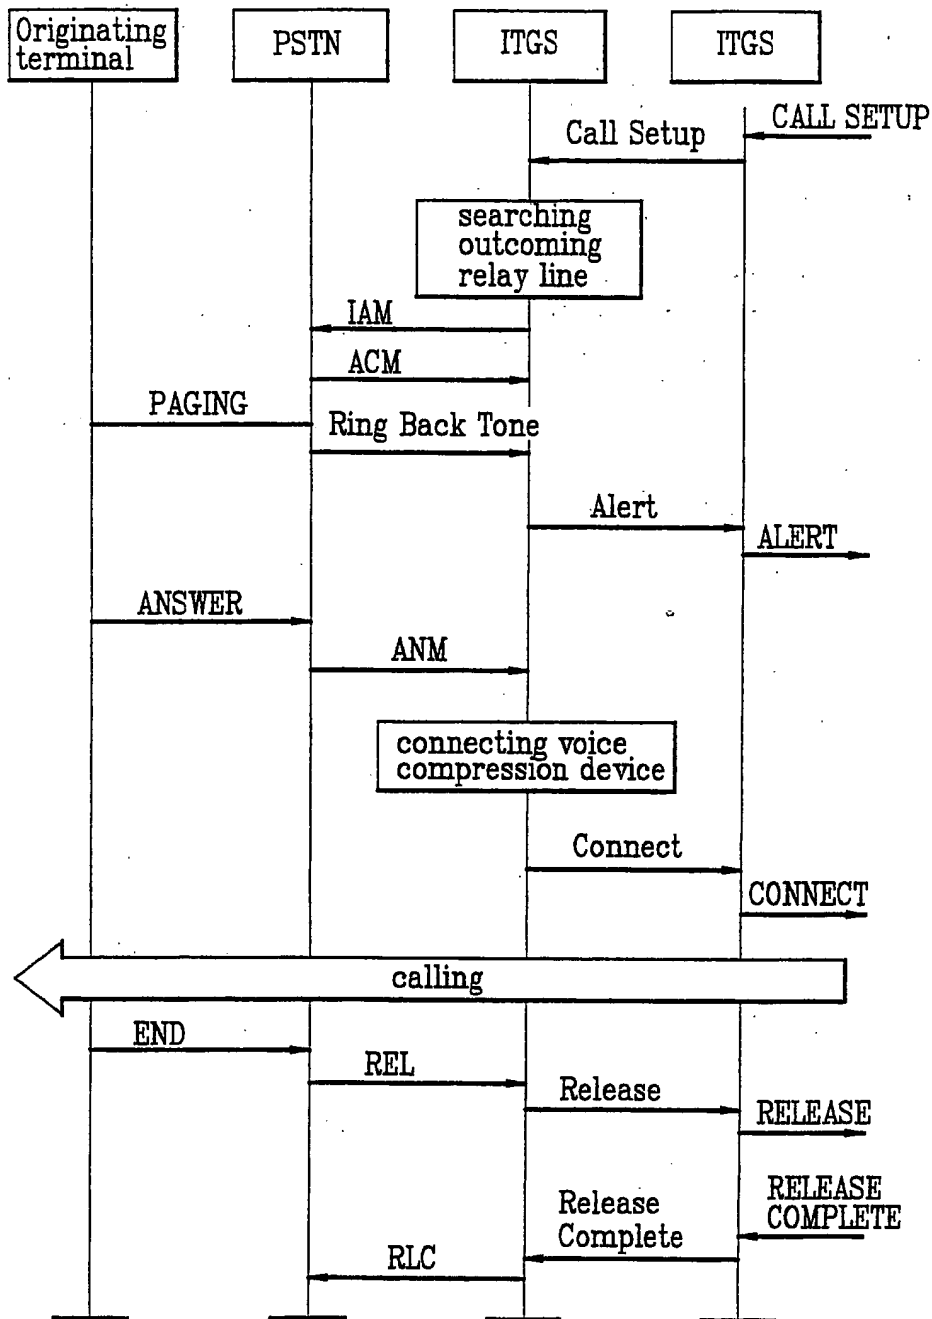 Originating
terminal
PSTN
ITGS
ITGS
CALL SETUP
Call Setup
searching
outcoming
relay line
IAM
ACM
PAGING
Ring Back Tone
Alert
ALERT
ANSWER
ANM
connecting voice
compression device
Connect
CONNECT
calling
END
REL
Release
RELEASE
RELEASE
COMPLETE
Release
Complete
RLC